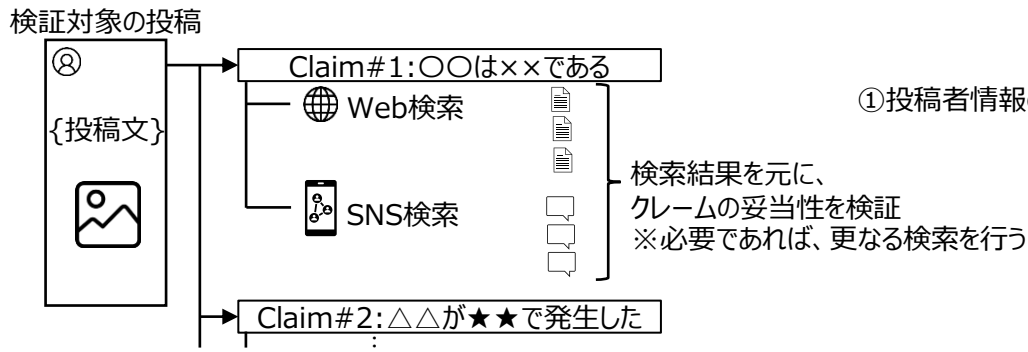 検証対象の投稿
{投稿文}
Claim#1:〇〇は××である
Web検索
SNS検索
検索結果を元に、
クレームの妥当性を検証
※必要であれば、更なる検索を行う
①投稿者情報
Claim#2:△△が★★で発生した
⋮